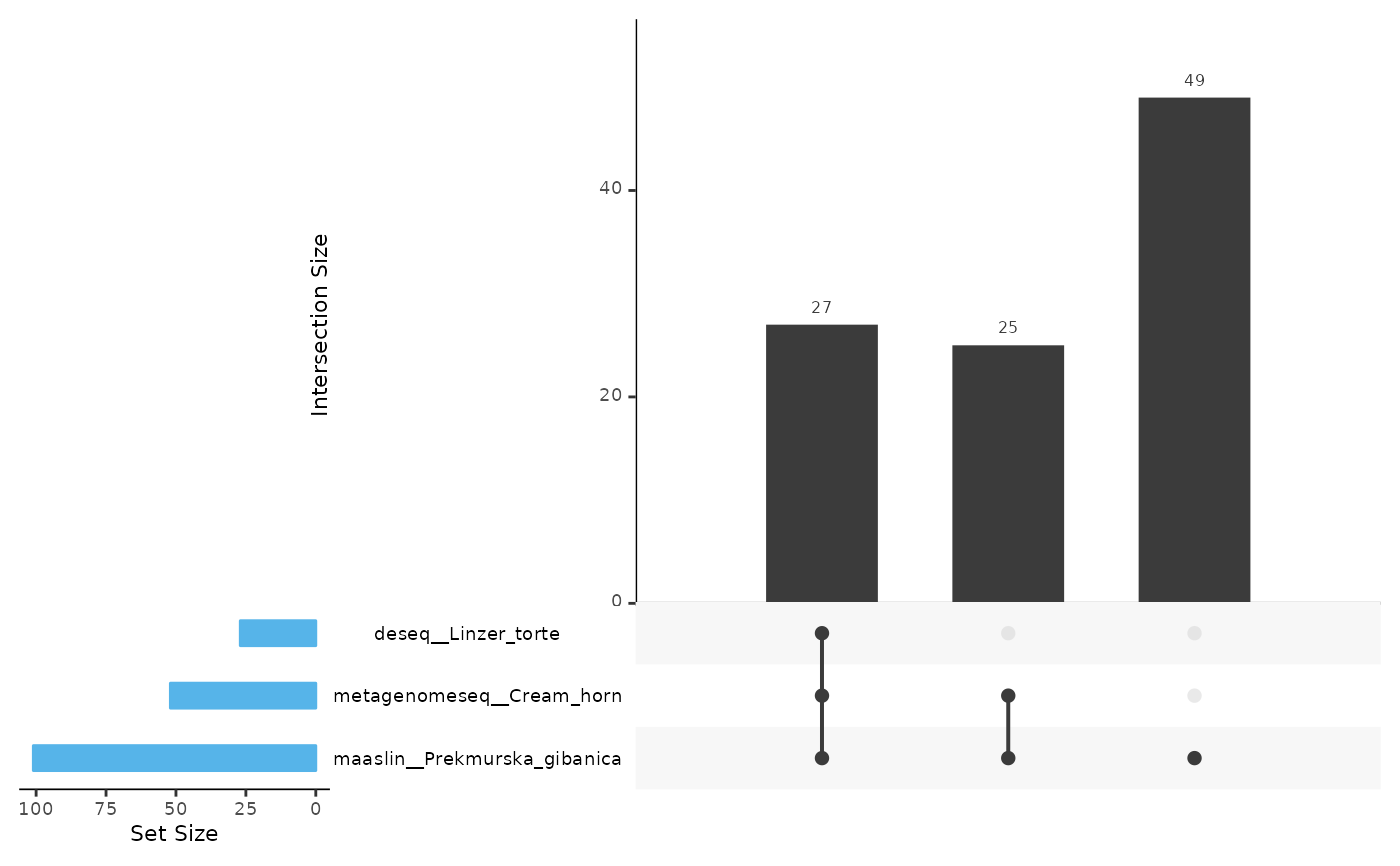 49
40
Intersection Size
27
25
20
0
deseq__Linzer_torte
metagenomeseq__Cream_horn
maaslin__Prekmurska_gibanica
100 75 50 25 0
Set Size